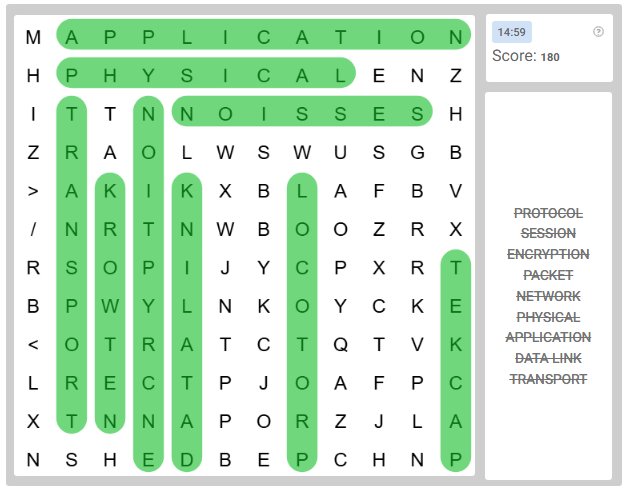 M A P P L I C A T I O N
H P H Y S I C A L E N Z
I T T N N O I S S E S H
Z R A O L W S W U S G B
> A K I K X B L A F B V
/ N R T N W B O O Z R X
R S O P I J Y C P X R T
B P W Y L N K O Y C K E
< O T R A T C T Q T V K
L R E C T P J O A F P C
X T N N A P O R Z J L A
N S H E D B E P C H N P
14:59
?
Score: 180
PROTOCOL
SESSION
ENCRYPTION
PACKET
NETWORK
PHYSICAL
APPLICATION
DATA LINK
TRANSPORT